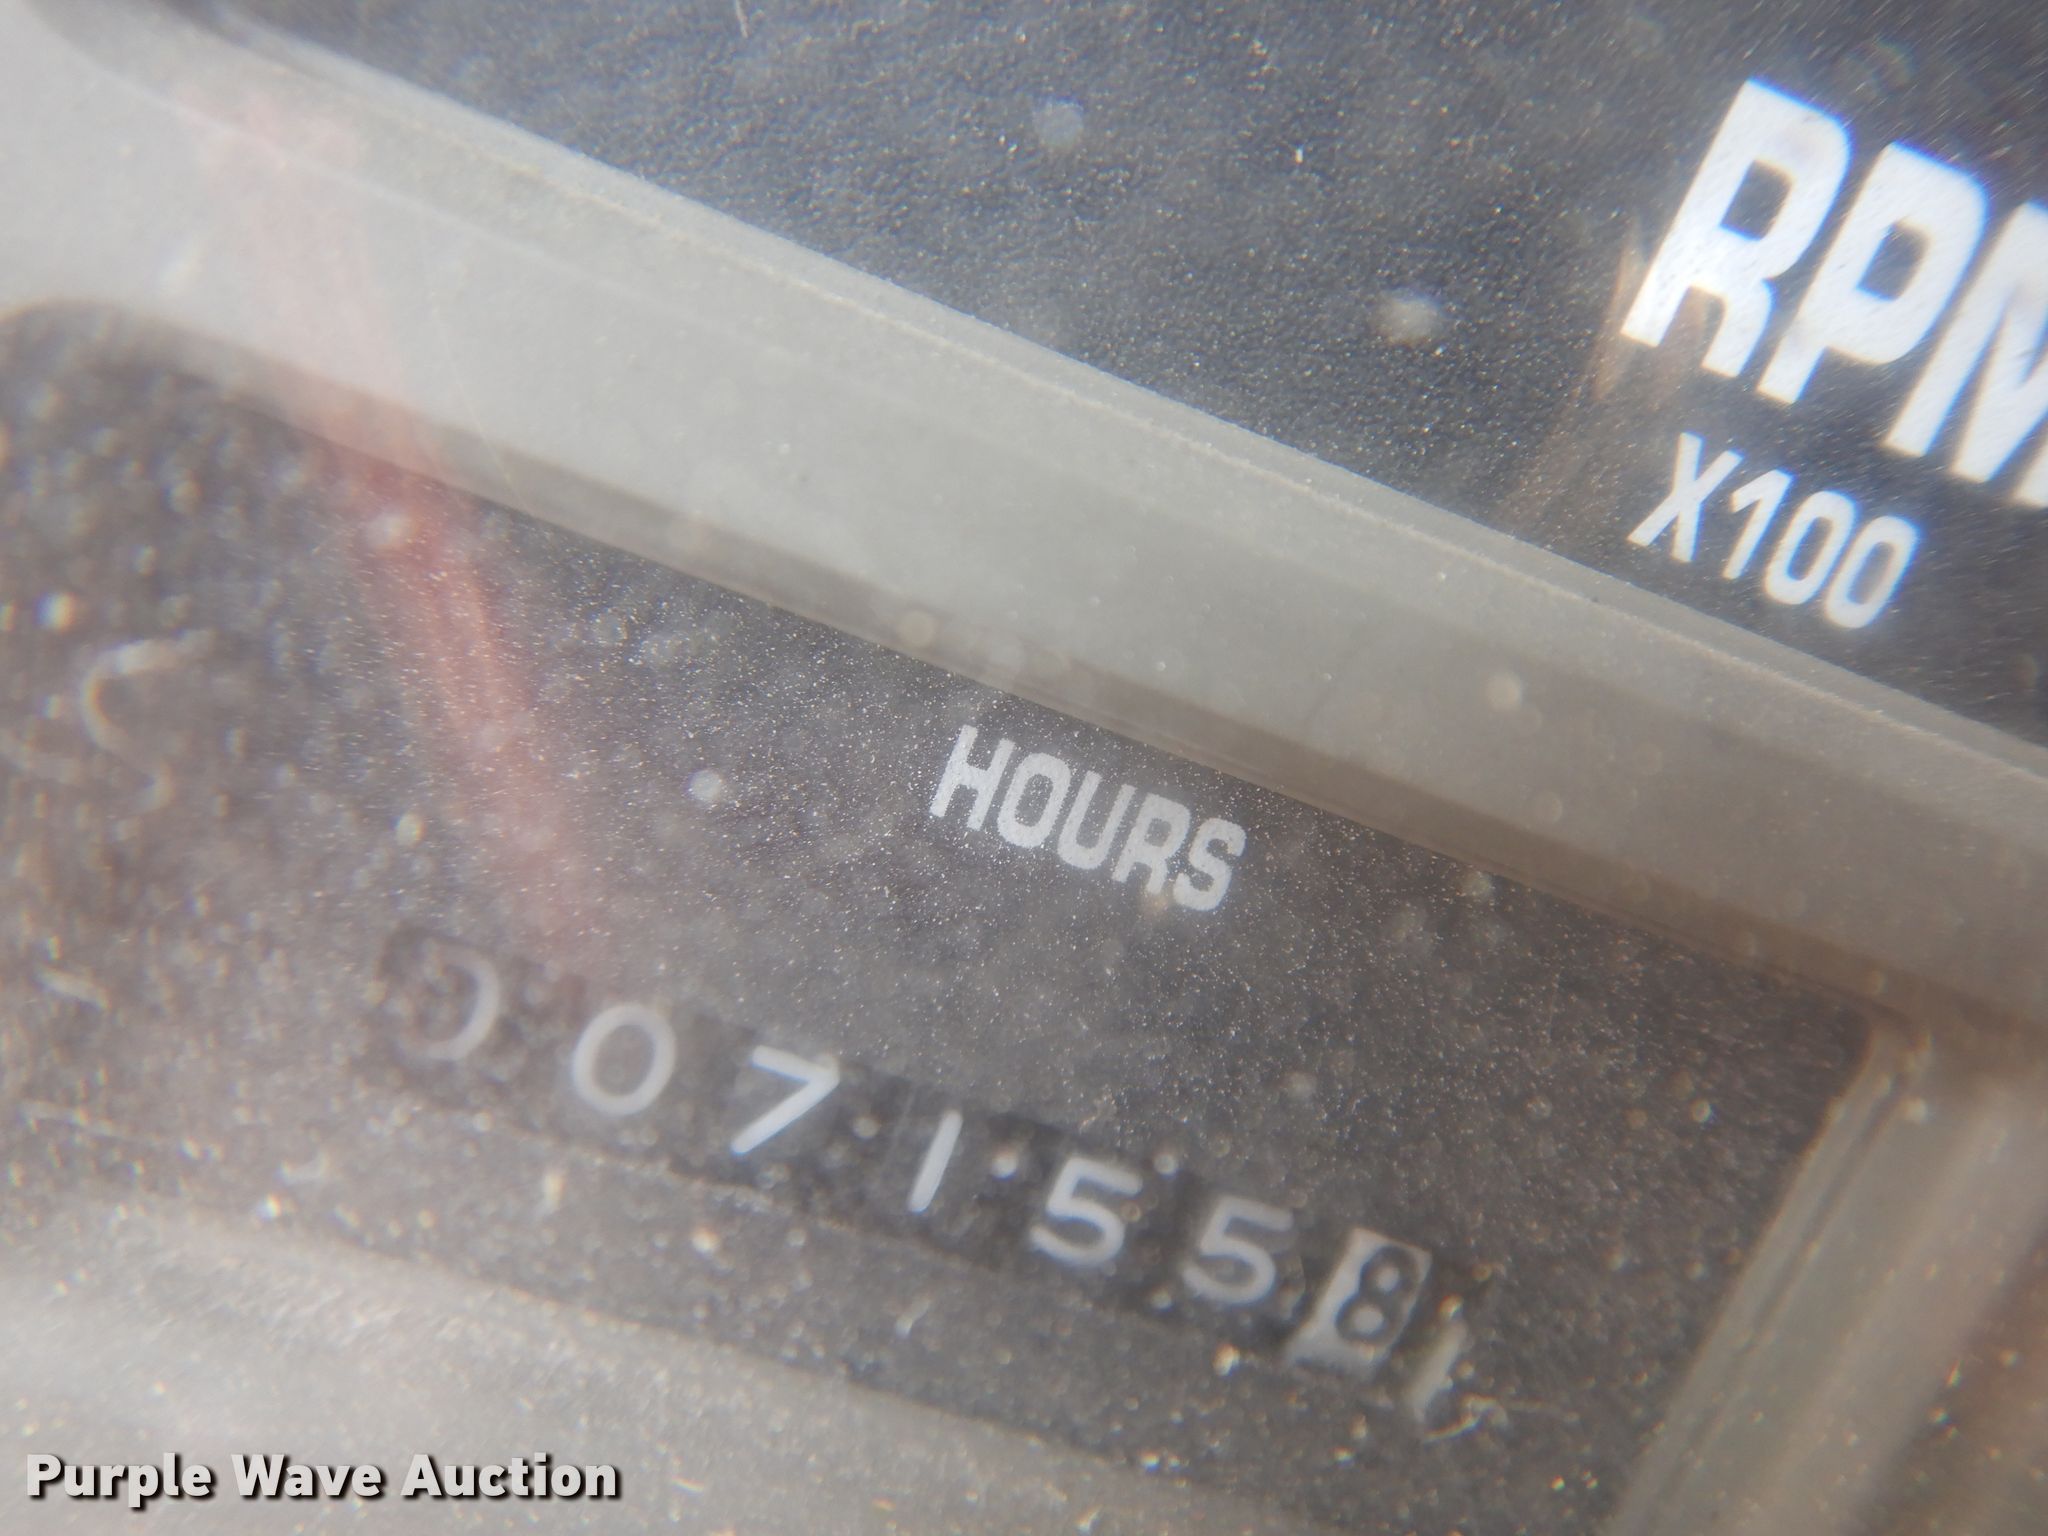 RPM
X100
HOURS
0071558
Purple Wave Auction